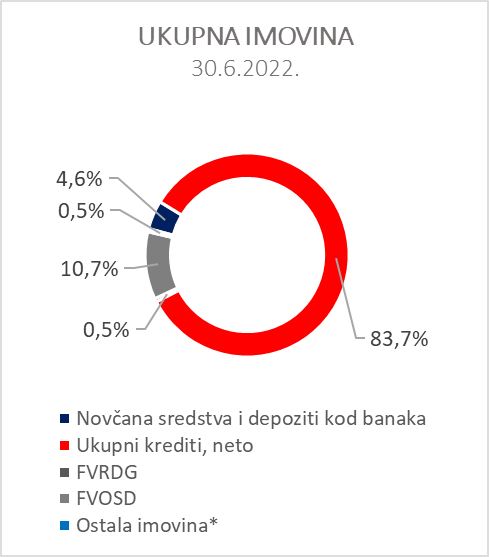 UKUPNA IMOVINA
30.6.2022.
4,6%
0,5%
10,7%
0,5%
83,7%
Novčana sredstva i depoziti kod banaka
Ukupni krediti, neto
FVRDG
FVOSD
Ostala imovina*